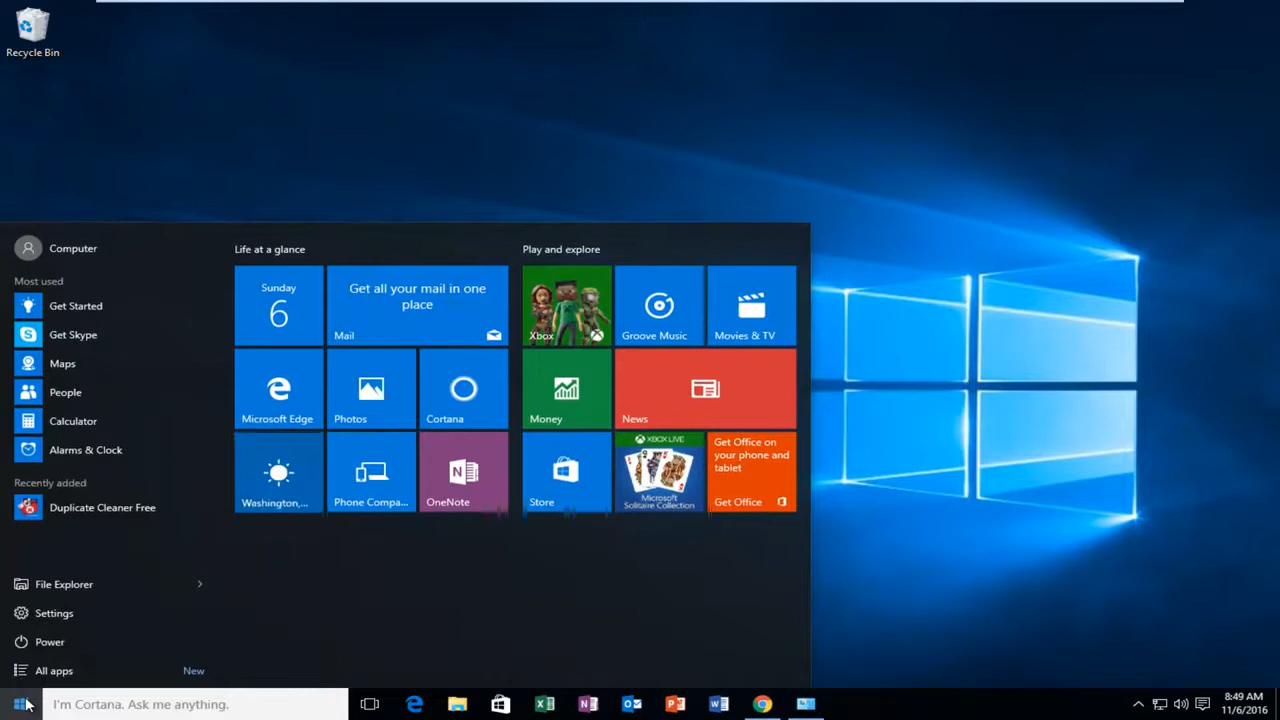 Recycle Bin
Computer
Most used
Get Started
Get Skype
Maps
People
Calculator
Alarms & Clock
Recently added
Duplicate Cleaner Free
File Explorer
Settings
Power
All apps New
Life at a glance
Sunday
6
Get all your mail in one
place
Mail
Microsoft Edge
Photos
Cortana
Washington,...
Phone Compa...
OneNote
Play and explore
Xbox
Groove Music
Movies & TV
Money
News
Store
XBOX LIVE
Microsoft
Solitaire Collection
Get Office on
your phone and
tablet
Get Office
I'm Cortana. Ask me anything.
8:49 AM
11/6/2016